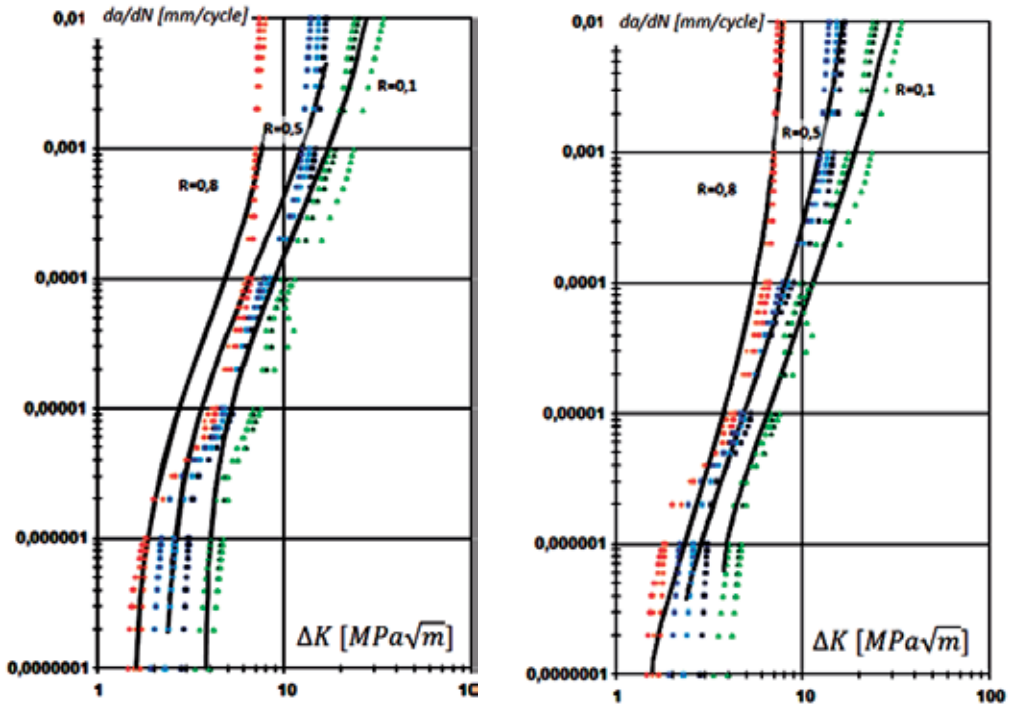 da/dN [mm/cycle]
0,01
R=0,1
R=0,5
0,001
R=0,8
0,0001
0,00001
0,000001
ΔK [MPa√m]
0,0000001
1
10
10
da/dN [mm/cycle]
0,01
R=0,1
R=0,5
0,001
R=0,8
0,0001
0,00001
0,000001
ΔK [MPa√m]
0,0000001
1
10
100